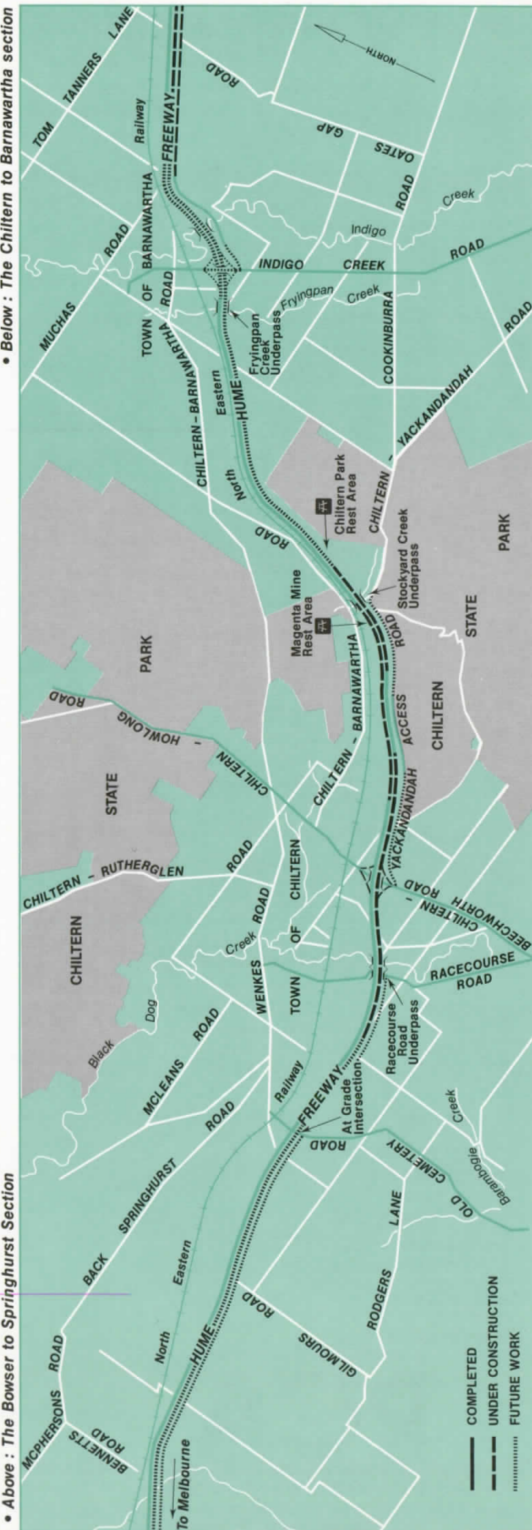 • Above : The Bowser to Springhurst Section
• Below : The Chiltern to Barnawartha section
MCPHERSONS ROAD
BENNETTS
ROAD
BACK SPRINGHURST ROAD
MCLEANS ROAD
Black Dog Creek
CHILTERN
STATE
PARK
CHILTERN - RUTHERGLEN
ROAD
CHILTERN - HOWLONG
ROAD
WENKES
ROAD
TOWN OF CHILTERN
CHILTERN - BARNAWARTHA
ROAD
CHILTERN-BARNAWARTHA
ROAD
MUCHAS
ROAD
TOWN OF BARNAWARTHA
TOM TANNERS LANE
Railway
FREEWAY
North
Eastern
Railway
To Melbourne
HUME
FREEWAY
At Grade
Intersection
Racecourse
Road
Underpass
RACECOURSE
ROAD
CHILTERN -
BEECHWORTH
ROAD
YACKANDANDAH
ACCESS
ROAD
Magenta Mine
Rest Area
Chiltern Park
Rest Area
Stockyard Creek
Underpass
North
Eastern
HUME
Fryingpan
Creek
Underpass
INDIGO CREEK
ROAD
Fryingpan
Creek
Indigo
Creek
COOKINBURRA
ROAD
OATES
GAP
ROAD
NORTH
CHILTERN - YACKANDANDAH
ROAD
CHILTERN
STATE
PARK
GILMOURS
ROAD
RODGERS
LANE
OLD CEMETERY
ROAD
Barambogie
Creek
COMPLETED
UNDER CONSTRUCTION
FUTURE WORK